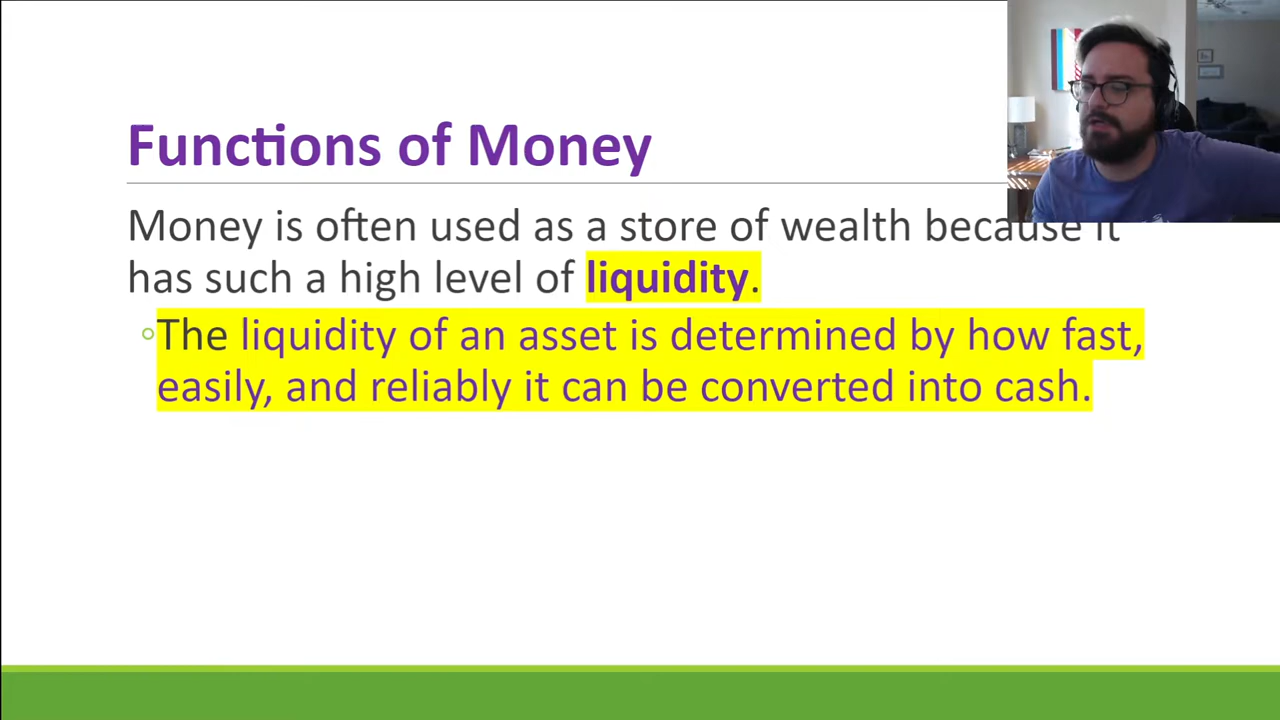 Functions of Money
Money is often used as a store of wealth because it
has such a high level of liquidity.
◦The liquidity of an asset is determined by how fast,
easily, and reliably it can be converted into cash.